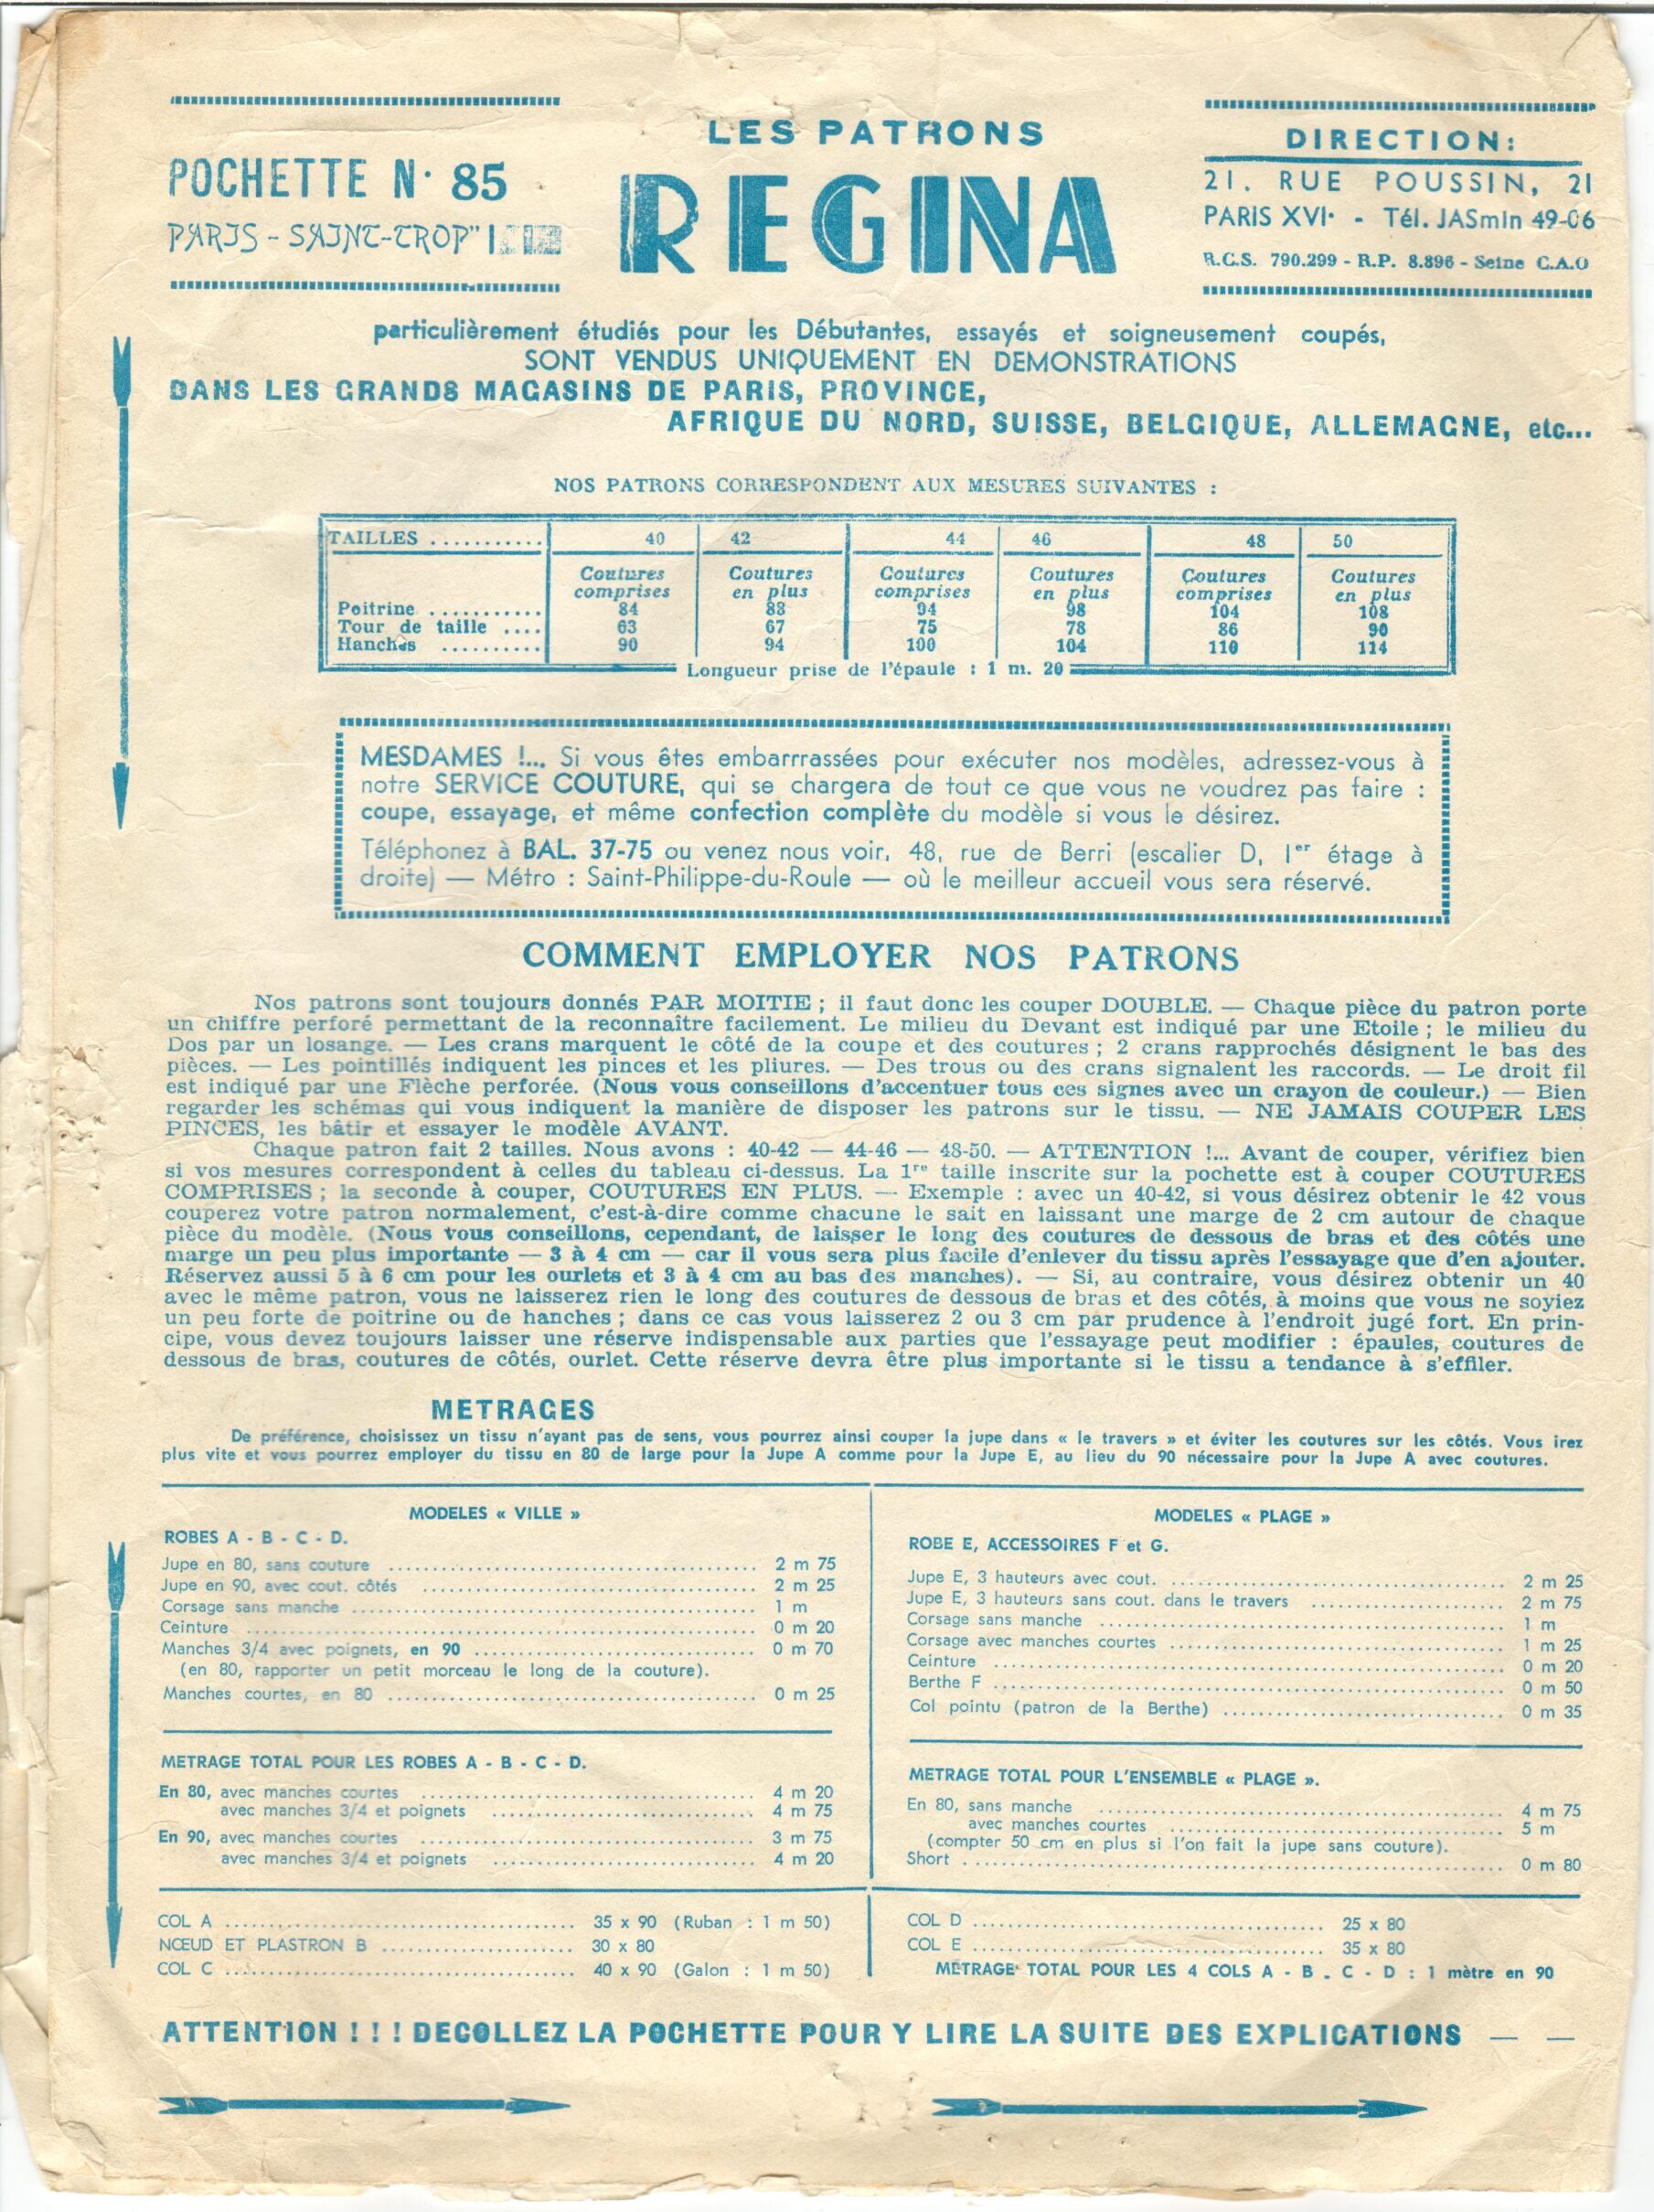 POCHETTE N· 85
PARIS - SAINT-TROP"
LES PATRONS
REGINA
DIRECTION:
21. RUE POUSSIN, 21
PARIS XVI· - Tél. JASmin 49-06
R.C.S. 790.299 - R.P. 8.896 - Seine C.A.O
particulièrement étudiés pour les Débutantes, essayés et soigneusement coupés,
SONT VENDUS UNIQUEMENT EN DEMONSTRATIONS
DANS LES GRANDS MAGASINS DE PARIS, PROVINCE,
AFRIQUE DU NORD, SUISSE, BELGIQUE, ALLEMAGNE, etc...
NOS PATRONS CORRESPONDENT AUX MESURES SUIVANTES :
TAILLES ........... 40 42 44 46 48 50
Coutures Coutures Coutures Coutures Coutures Coutures
comprises en plus comprises en plus comprises en plus
Poitrine ........... 84 88 94 98 104 108
Tour de taille .... 63 67 75 78 86 90
Hanches .......... 90 94 100 104 110 114
Longueur prise de l'épaule : 1 m. 20
MESDAMES !... Si vous êtes embarrrassées pour exécuter nos modèles, adressez-vous à
notre SERVICE COUTURE, qui se chargera de tout ce que vous ne voudrez pas faire :
coupe, essayage, et même confection complète du modèle si vous le désirez.
Téléphonez à BAL. 37-75 ou venez nous voir, 48, rue de Berri (escalier D, 1er étage à
droite) — Métro : Saint-Philippe-du-Roule — où le meilleur accueil vous sera réservé.
COMMENT EMPLOYER NOS PATRONS
Nos patrons sont toujours donnés PAR MOITIE ; il faut donc les couper DOUBLE. — Chaque pièce du patron porte
un chiffre perforé permettant de la reconnaître facilement. Le milieu du Devant est indiqué par une Etoile ; le milieu du
Dos par un losange. — Les crans marquent le côté de la coupe et des coutures ; 2 crans rapprochés désignent le bas des
pièces. — Les pointillés indiquent les pinces et les pliures. — Des trous ou des crans signalent les raccords. — Le droit fil
est indiqué par une Flèche perforée. (Nous vous conseillons d'accentuer tous ces signes avec un crayon de couleur.) — Bien
regarder les schémas qui vous indiquent la manière de disposer les patrons sur le tissu. — NE JAMAIS COUPER LES
PINCES, les bâtir et essayer le modèle AVANT.
Chaque patron fait 2 tailles. Nous avons : 40-42 — 44-46 — 48-50. — ATTENTION !... Avant de couper, vérifiez bien
si vos mesures correspondent à celles du tableau ci-dessus. La 1re taille inscrite sur la pochette est à couper COUTURES
COMPRISES ; la seconde à couper, COUTURES EN PLUS. — Exemple : avec un 40-42, si vous désirez obtenir le 42 vous
couperez votre patron normalement, c'est-à-dire comme chacune le sait en laissant une marge de 2 cm autour de chaque
pièce du modèle. (Nous vous conseillons, cependant, de laisser le long des coutures de dessous de bras et des côtés une
marge un peu plus importante — 3 à 4 cm — car il vous sera plus facile d'enlever du tissu après l'essayage que d'en ajouter.
Réservez aussi 5 à 6 cm pour les ourlets et 3 à 4 cm au bas des manches). — Si, au contraire, vous désirez obtenir un 40
avec le même patron, vous ne laisserez rien le long des coutures de dessous de bras et des côtés, à moins que vous ne soyiez
un peu forte de poitrine ou de hanches ; dans ce cas vous laisserez 2 ou 3 cm par prudence à l'endroit jugé fort. En prin-
cipe, vous devez toujours laisser une réserve indispensable aux parties que l'essayage peut modifier : épaules, coutures de
dessous de bras, coutures de côtés, ourlet. Cette réserve devra être plus importante si le tissu a tendance à s'effiler.
METRAGES
De préférence, choisissez un tissu n'ayant pas de sens, vous pourrez ainsi couper la jupe dans « le travers » et éviter les coutures sur les côtés. Vous irez
plus vite et vous pourrez employer du tissu en 80 de large pour la Jupe A comme pour la Jupe E, au lieu du 90 nécessaire pour la Jupe A avec coutures.
MODELES « VILLE »
ROBES A - B - C - D.
Jupe en 80, sans couture ........ 2 m 75
Jupe en 90, avec cout. côtés ........ 2 m 25
Corsage sans manche ........ 1 m
Ceinture ........ 0 m 20
Manches 3/4 avec poignets, en 90 ........ 0 m 70
(en 80, rapporter un petit morceau le long de la couture).
Manches courtes, en 80 ........ 0 m 25
METRAGE TOTAL POUR LES ROBES A - B - C - D.
En 80, avec manches courtes ........ 4 m 20
avec manches 3/4 et poignets ........ 4 m 75
En 90, avec manches courtes ........ 3 m 75
avec manches 3/4 et poignets ........ 4 m 20
MODELES « PLAGE »
ROBE E, ACCESSOIRES F et G.
Jupe E, 3 hauteurs avec cout. ........ 2 m 25
Jupe E, 3 hauteurs sans cout. dans le travers ........ 2 m 75
Corsage sans manche ........ 1 m
Corsage avec manches courtes ........ 1 m 25
Ceinture ........ 0 m 20
Berthe F ........ 0 m 50
Col pointu (patron de la Berthe) ........ 0 m 35
METRAGE TOTAL POUR L'ENSEMBLE « PLAGE ».
En 80, sans manche ........ 4 m 75
avec manches courtes ........ 5 m
(compter 50 cm en plus si l'on fait la jupe sans couture).
Short ........ 0 m 80
COL A ........ 35 x 90 (Ruban : 1 m 50)
NŒUD ET PLASTRON B ........ 30 x 80
COL C ........ 40 x 90 (Galon : 1 m 50)
COL D ........ 25 x 80
COL E ........ 35 x 80
METRAGE TOTAL POUR LES 4 COLS A - B - C - D : 1 mètre en 90
ATTENTION ! ! ! DECOLLEZ LA POCHETTE POUR Y LIRE LA SUITE DES EXPLICATIONS — —